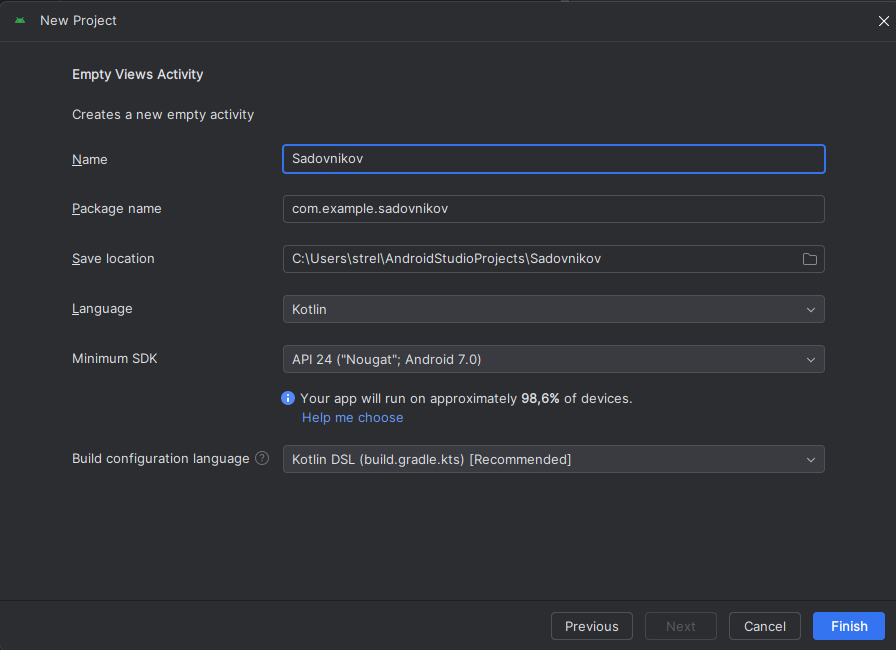 New Project
Empty Views Activity
Creates a new empty activity
Name Sadovnikov
Package name com.example.sadovnikov
Save location C:\Users\strel\AndroidStudioProjects\Sadovnikov
Language Kotlin
Minimum SDK API 24 ("Nougat"; Android 7.0)
Your app will run on approximately 98,6% of devices.
Help me choose
Build configuration language ? Kotlin DSL (build.gradle.kts) [Recommended]
Previous Next Cancel Finish